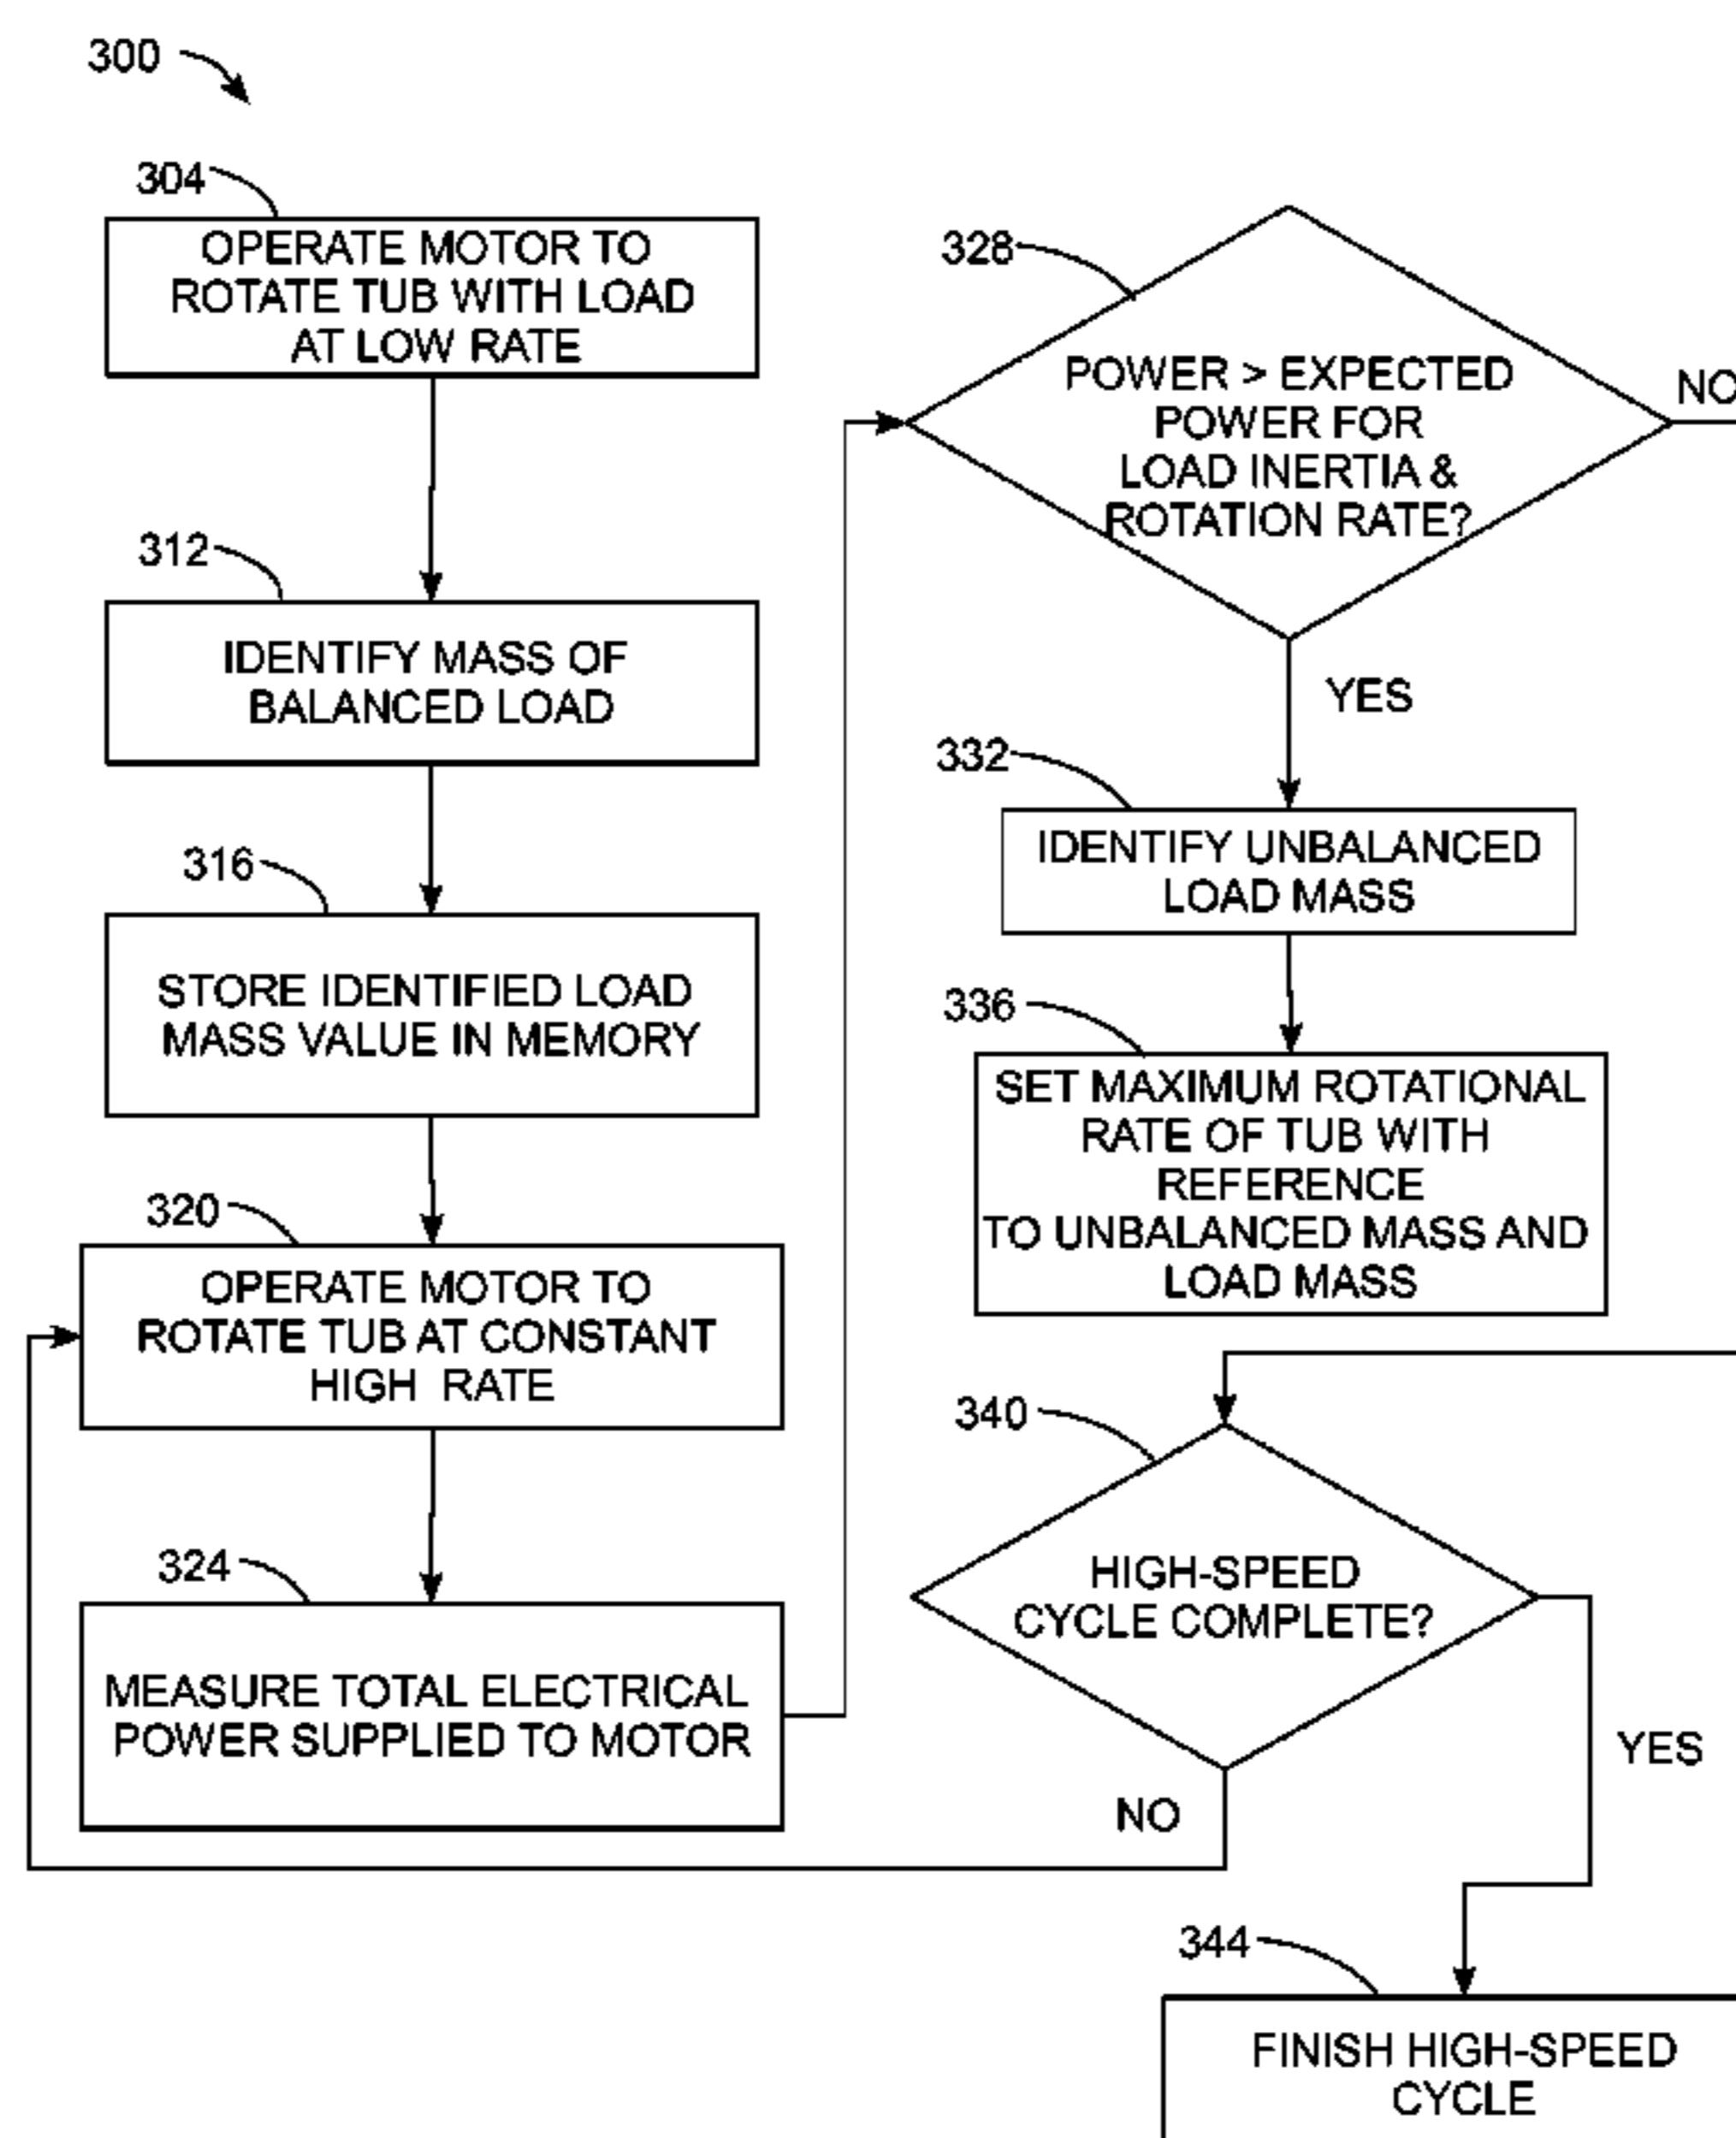 300
304
OPERATE MOTOR TO
ROTATE TUB WITH LOAD
AT LOW RATE
312
IDENTIFY MASS OF
BALANCED LOAD
316
STORE IDENTIFIED LOAD
MASS VALUE IN MEMORY
320
OPERATE MOTOR TO
ROTATE TUB AT CONSTANT
HIGH RATE
324
MEASURE TOTAL ELECTRICAL
POWER SUPPLIED TO MOTOR
328
POWER > EXPECTED
POWER FOR
LOAD INERTIA &
ROTATION RATE?
NO
YES
332
IDENTIFY UNBALANCED
LOAD MASS
336
SET MAXIMUM ROTATIONAL
RATE OF TUB WITH
REFERENCE
TO UNBALANCED MASS AND
LOAD MASS
340
HIGH-SPEED
CYCLE COMPLETE?
NO
YES
344
FINISH HIGH-SPEED
CYCLE